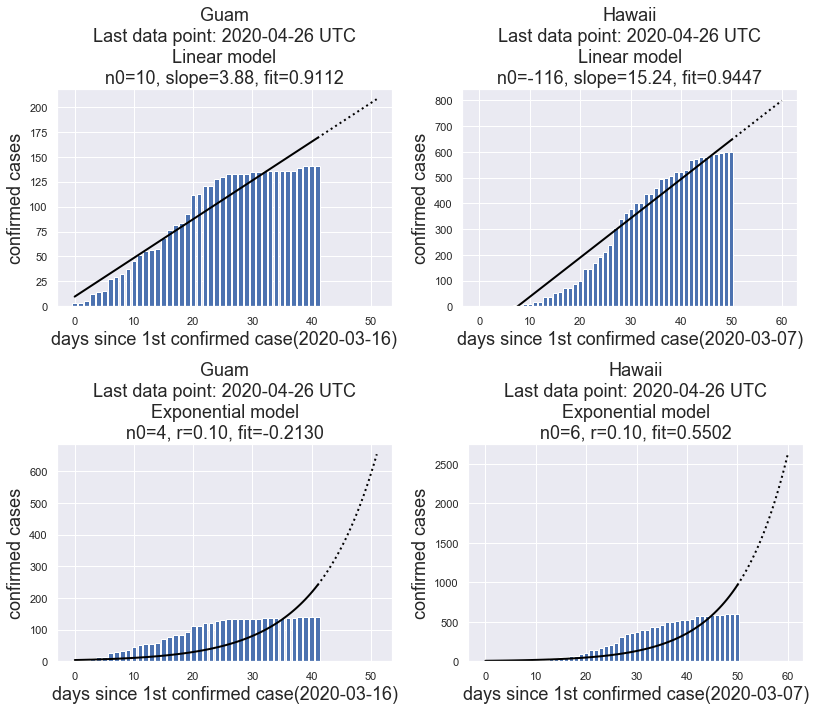 Guam
Last data point: 2020-04-26 UTC
Linear model
n0=10, slope=3.88, fit=0.9112
200
175
150
125
100
75
50
25
0
confirmed cases
0 10 20 30 40 50
days since 1st confirmed case(2020-03-16)
Hawaii
Last data point: 2020-04-26 UTC
Linear model
n0=-116, slope=15.24, fit=0.9447
800
700
600
500
400
300
200
100
0
confirmed cases
0 10 20 30 40 50 60
days since 1st confirmed case(2020-03-07)
Guam
Last data point: 2020-04-26 UTC
Exponential model
n0=4, r=0.10, fit=-0.2130
600
500
400
300
200
100
0
confirmed cases
0 10 20 30 40 50
days since 1st confirmed case(2020-03-16)
Hawaii
Last data point: 2020-04-26 UTC
Exponential model
n0=6, r=0.10, fit=0.5502
2500
2000
1500
1000
500
0
confirmed cases
0 10 20 30 40 50 60
days since 1st confirmed case(2020-03-07)